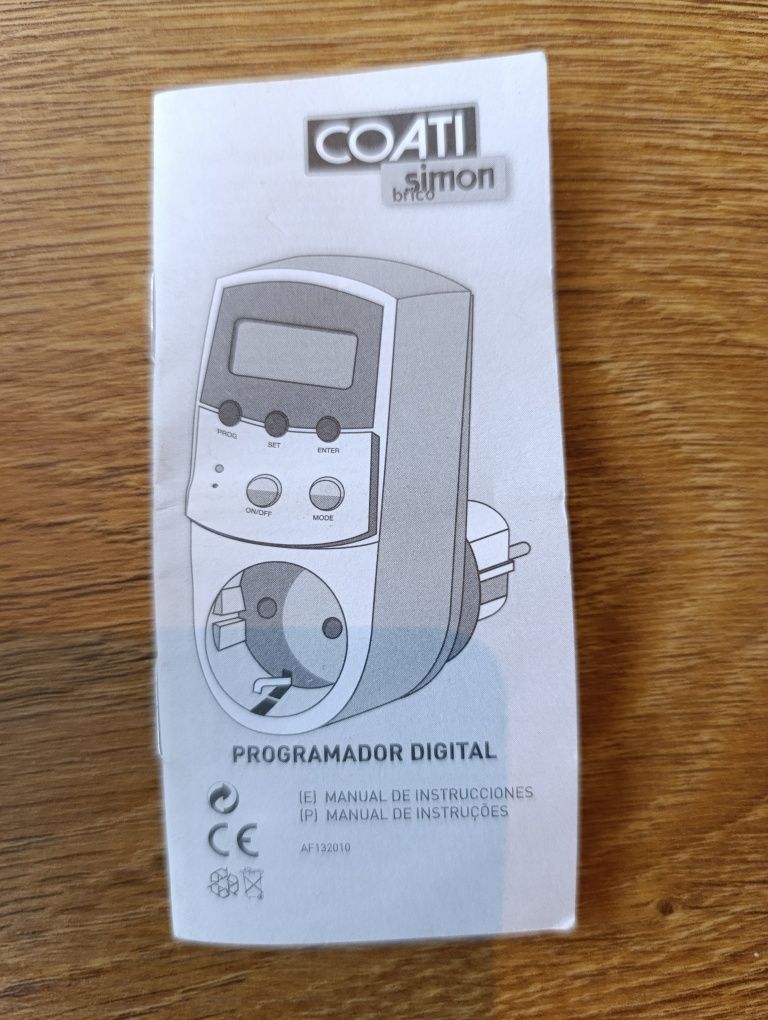 COATI
simon
brico
PROG
SET
ENTER
ON/OFF
MODE
PROGRAMADOR DIGITAL
(E) MANUAL DE INSTRUCCIONES
(P) MANUAL DE INSTRUÇÕES
CE
AF132010